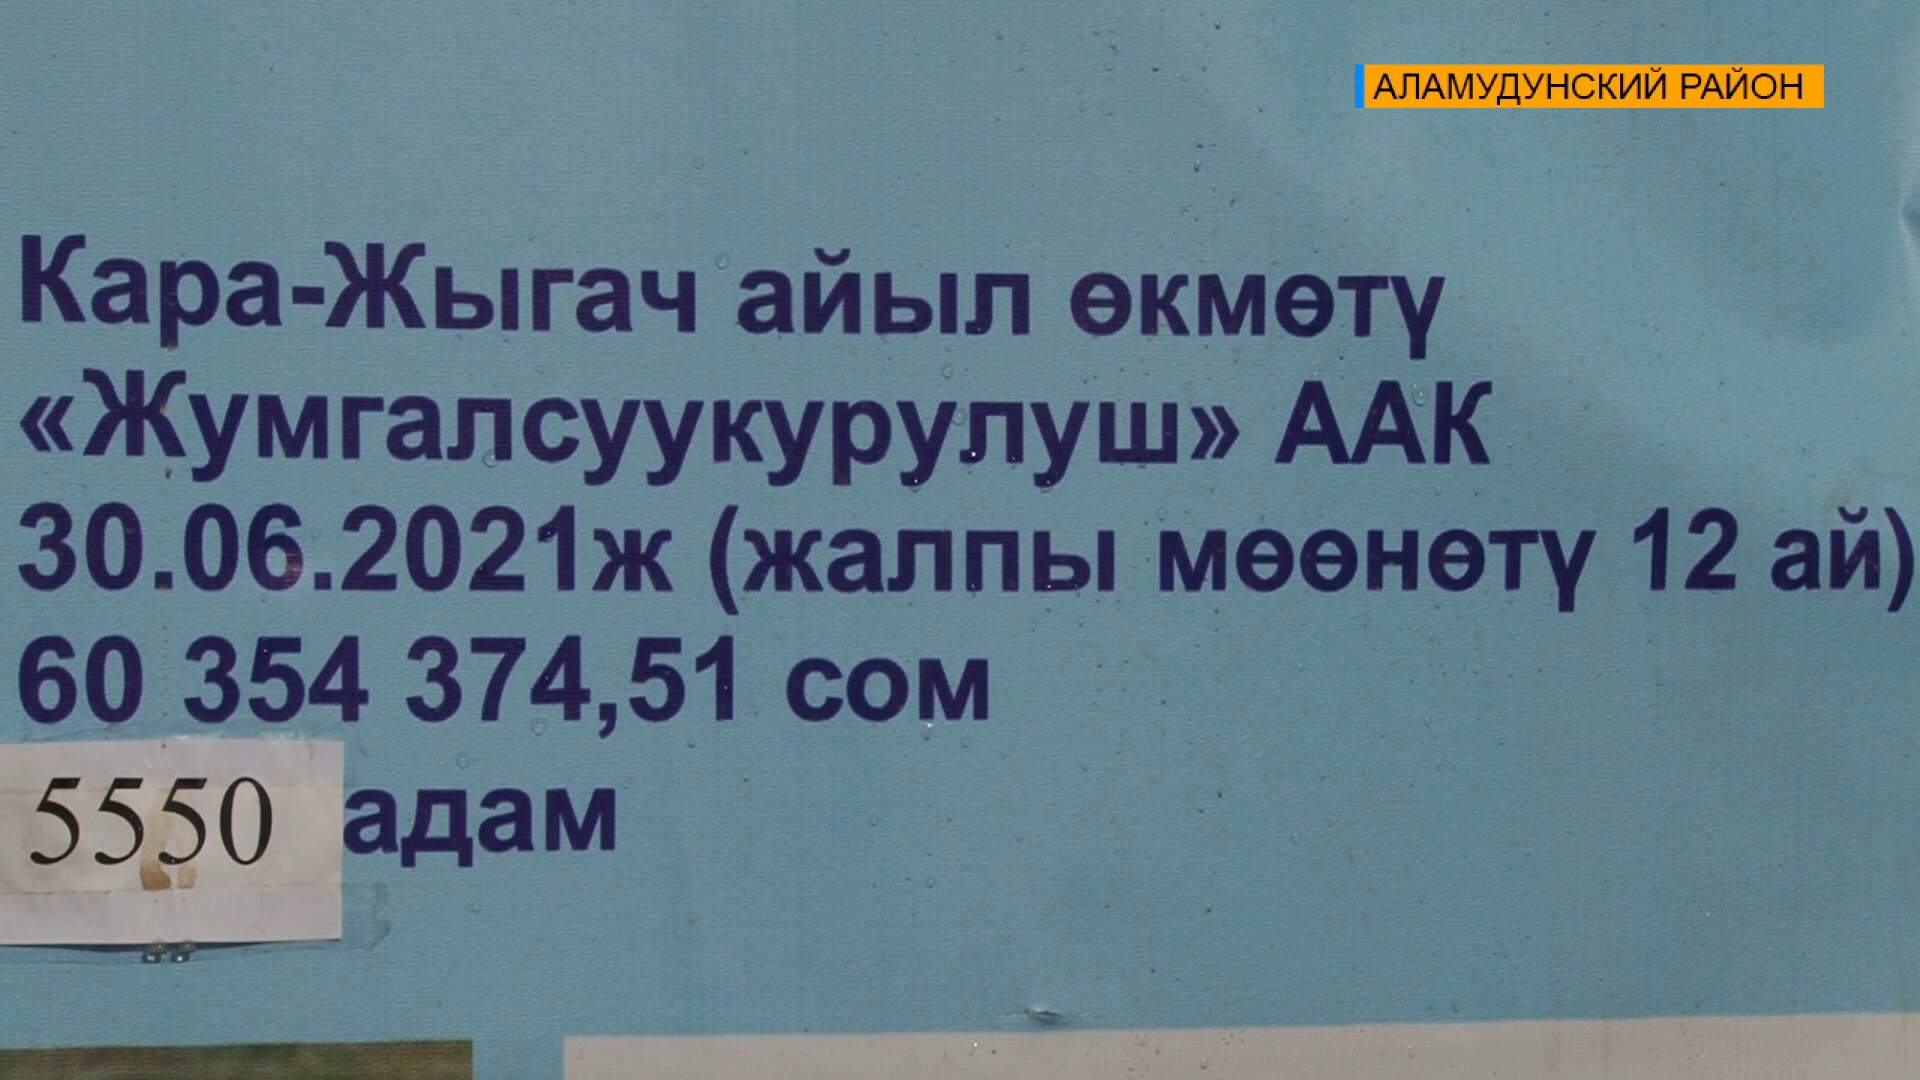 АЛАМУДУНСКИЙ РАЙОН
Кара-Жыгач айыл өкмөтү
«Жумгалсуукурулуш» ААК
30.06.2021ж (жалпы мөөнөтү 12 ай)
60 354 374,51 сом
5550 адам